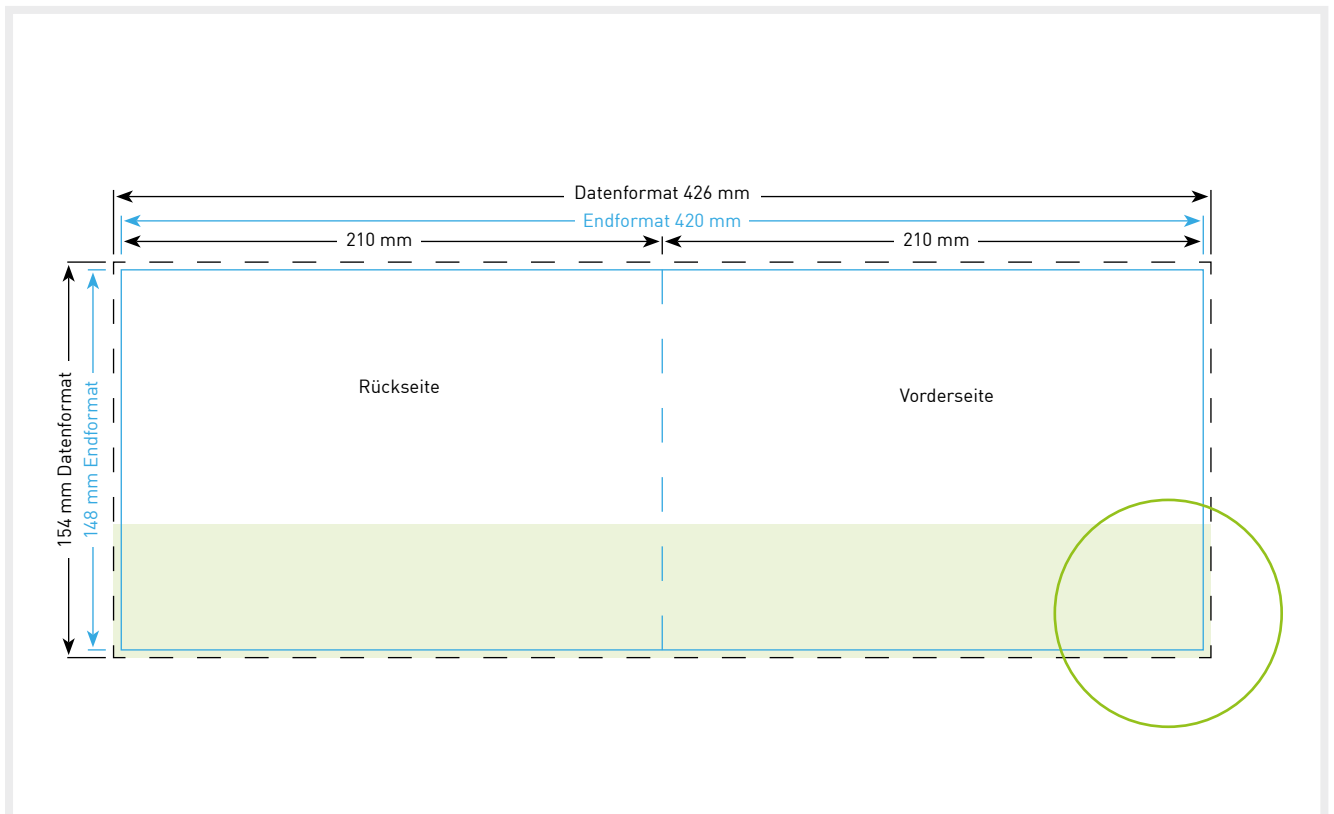 Datenformat 426 mm
Endformat 420 mm
210 mm
210 mm
154 mm Datenformat
148 mm Endformat
Rückseite
Vorderseite